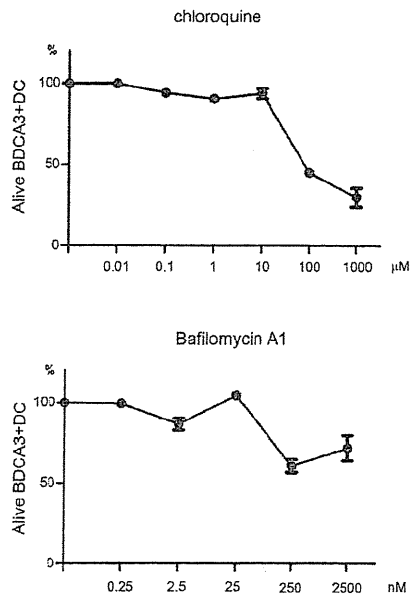 chloroquine
%
100
50
0
Alive BDCA3+DC
0.01 0.1 1 10 100 1000 μM
Bafilomycin A1
%
100
50
0
Alive BDCA3+DC
0.25 2.5 25 250 2500 nM